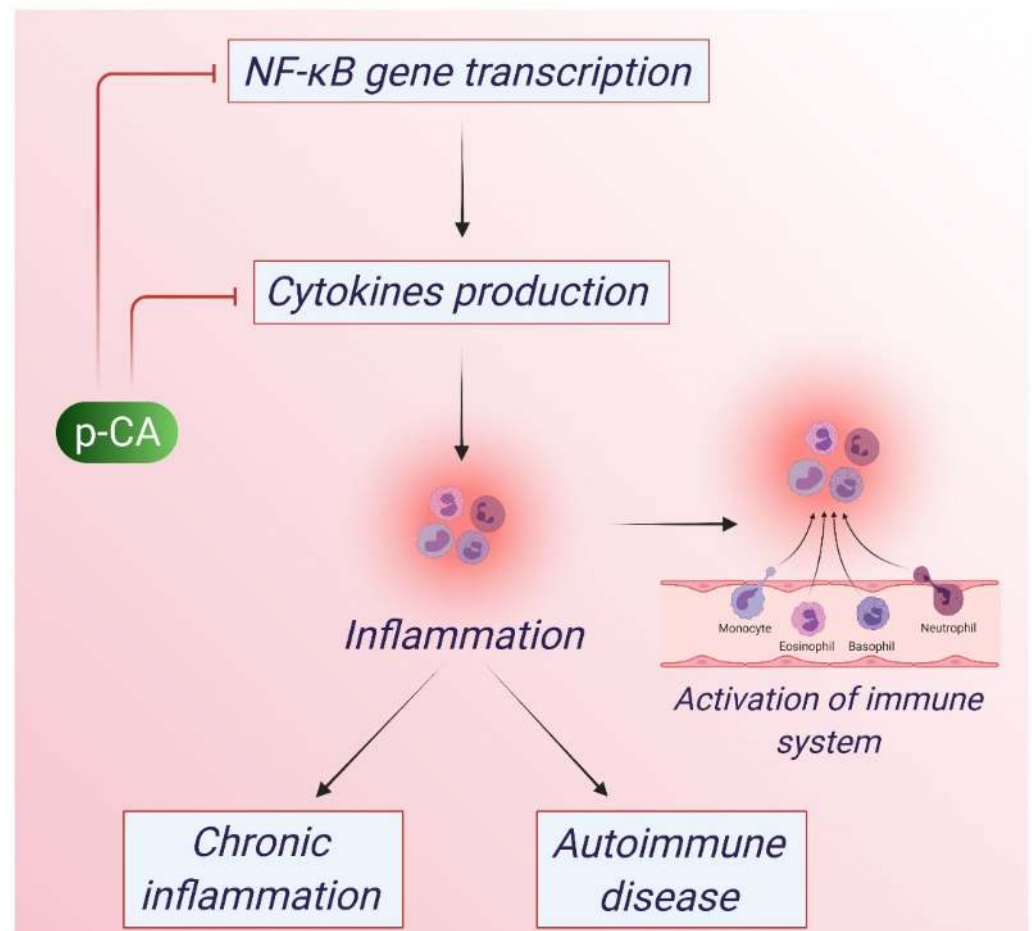 NF-κB gene transcription
Cytokines production
p-CA
Inflammation
Monocyte
Eosinophil
Basophil
Neutrophil
Activation of immune
system
Chronic
inflammation
Autoimmune
disease